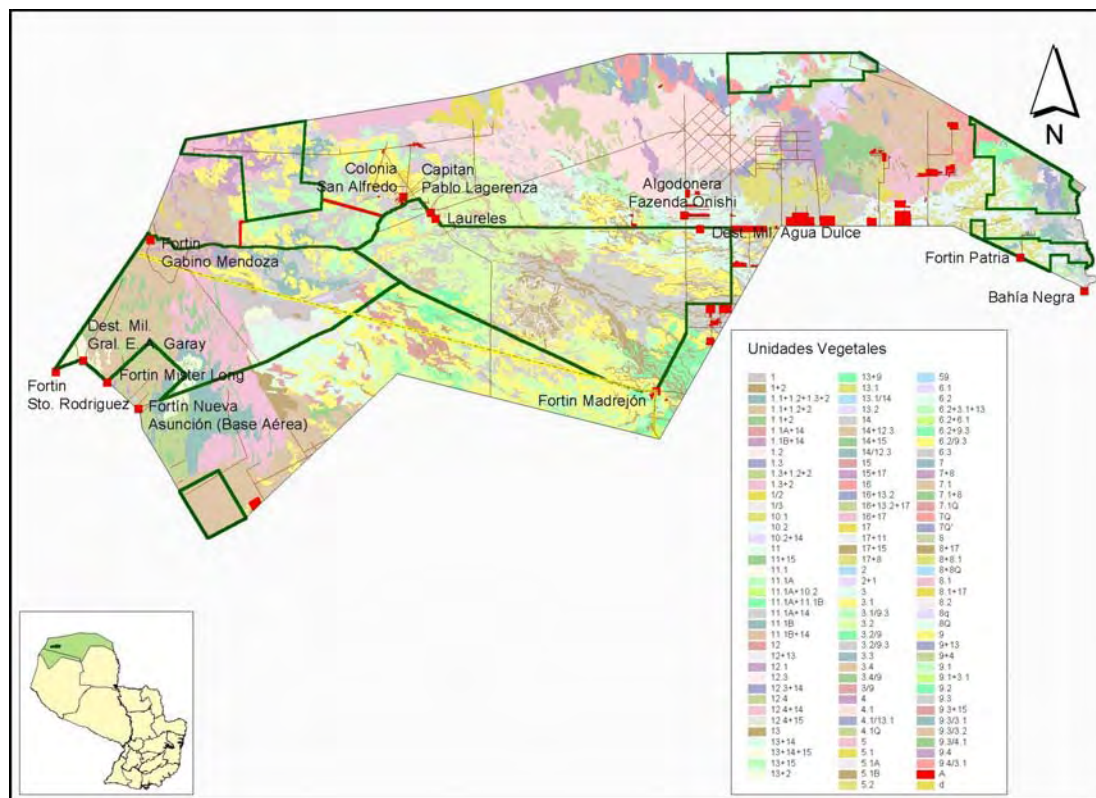 N
Colonia
San Alfredo
Capitan
Pablo Lagerenza
Laureles
Algodonera
Fazenda Onishi
Dest. Mil. Agua Dulce
Fortin Patria
Bahía Negra
Fortin
Gabino Mendoza
Dest. Mil.
Gral. E. A. Garay
Fortin Mister Long
Fortin
Sto. Rodriguez
Fortín Nueva
Asunción (Base Aérea)
Fortin Madrejón
Unidades Vegetales
1
1+2
1.1+1.2+1.3+2
1.1+1.2+2
1.1+2
1.1A+14
1.1B+14
1.2
1.3
1.3+1.2+2
1.3+2
1/2
1/3
10.1
10.2
10.2+14
11
11+15
11.1
11.1A
11.1A+10.2
11.1A+11.1B
11.1A+14
11.1B
11.1B+14
12
12+13
12.1
12.3
12.3+14
12.4
12.4+14
12.4+15
13
13+14
13+14+15
13+15
13+2
13+9
13.1
13.1/14
13.2
14
14+12.3
14+15
14/12.3
15
15+17
16
16+13.2
16+13.2+17
16+17
17
17+11
17+15
17+8
2
2+1
3
3.1
3.1/9.3
3.2
3.2/9
3.2/9.3
3.3
3.4
3.4/9
3/9
4
4.1
4.1/13.1
4.1Q
5
5.1
5.1A
5.1B
5.2
59
6.1
6.2
6.2+3.1+13
6.2+6.1
6.2+9.3
6.2/9.3
6.3
7
7+8
7.1
7.1+8
7.1Q
7Q
7Q'
8
8+17
8+8.1
8+8Q
8.1
8.1+17
8.2
8q
8Q
9
9+13
9+4
9.1
9.1+3.1
9.2
9.3
9.3+15
9.3/3.1
9.3/3.2
9.3/4.1
9.4
9.4/3.1
A
d